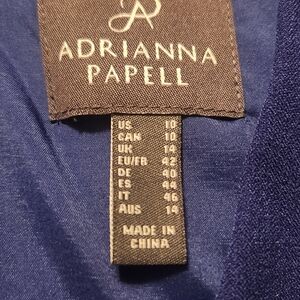 AP
ADRIANNA
PAPELL
US 10
CAN 10
UK 14
EU/FR 42
DE 40
ES 44
IT 46
AUS 14
MADE IN
CHINA